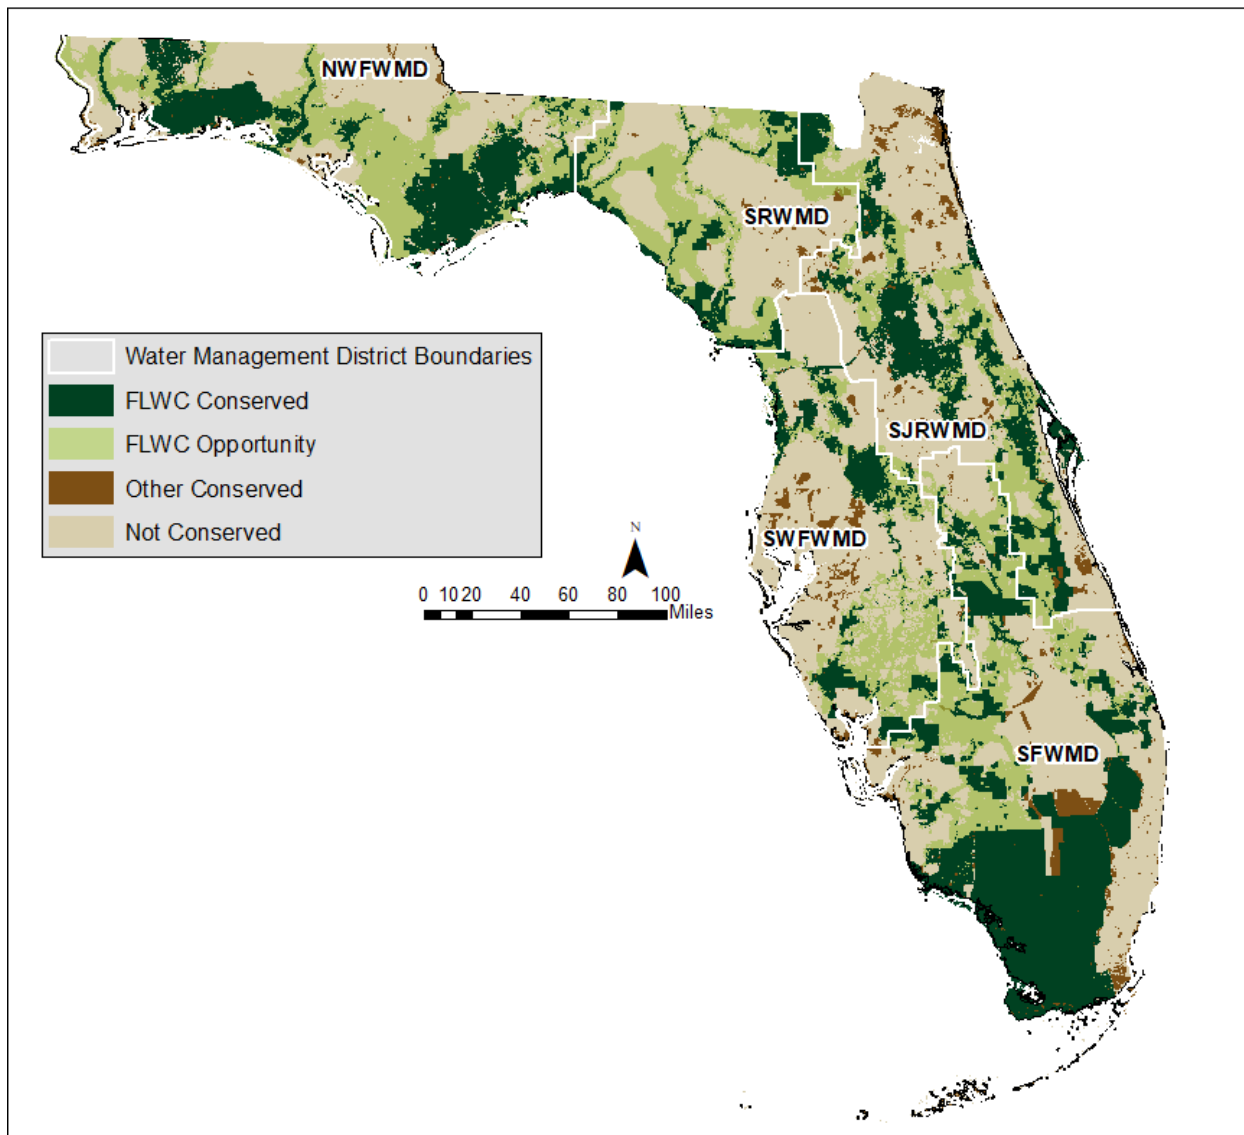 NWFWMD
SRWMD
Water Management District Boundaries
FLWC Conserved
FLWC Opportunity
Other Conserved
Not Conserved
SJRWMD
SWFWMD
N
0 10 20 40 60 80 100
Miles
SFWMD